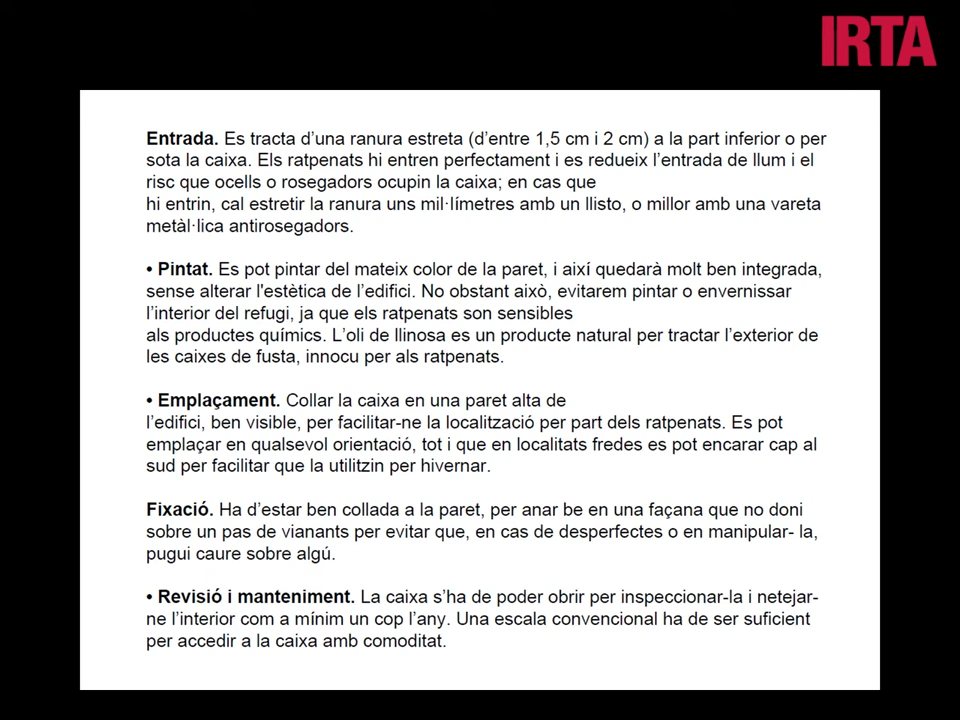 IRTA
Entrada. Es tracta d’una ranura estreta (d’entre 1,5 cm i 2 cm) a la part inferior o per
sota la caixa. Els ratpenats hi entren perfectament i es redueix l’entrada de llum i el
risc que ocells o rosegadors ocupin la caixa; en cas que
hi entrin, cal estretir la ranura uns mil·límetres amb un llisto, o millor amb una vareta
metàl·lica antirosegadors.
• Pintat. Es pot pintar del mateix color de la paret, i així quedarà molt ben integrada,
sense alterar l'estètica de l’edifici. No obstant això, evitarem pintar o envernissar
l’interior del refugi, ja que els ratpenats son sensibles
als productes químics. L’oli de llinosa es un producte natural per tractar l’exterior de
les caixes de fusta, innocu per als ratpenats.
• Emplaçament. Collar la caixa en una paret alta de
l’edifici, ben visible, per facilitar-ne la localització per part dels ratpenats. Es pot
emplaçar en qualsevol orientació, tot i que en localitats fredes es pot encarar cap al
sud per facilitar que la utilitzin per hivernar.
Fixació. Ha d’estar ben collada a la paret, per anar be en una façana que no doni
sobre un pas de vianants per evitar que, en cas de desperfectes o en manipular- la,
pugui caure sobre algú.
• Revisió i manteniment. La caixa s’ha de poder obrir per inspeccionar-la i netejar-
ne l’interior com a mínim un cop l’any. Una escala convencional ha de ser suficient
per accedir a la caixa amb comoditat.